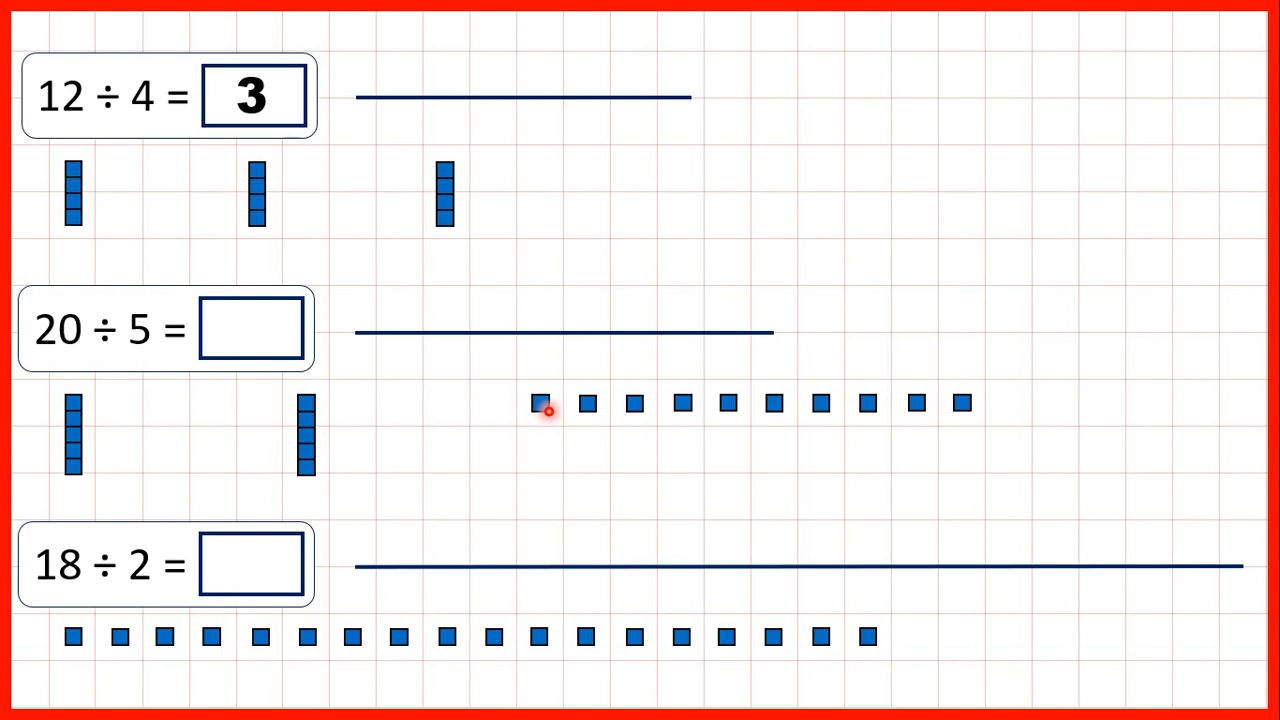 12 ÷ 4 = 3
20 ÷ 5 =
18 ÷ 2 =